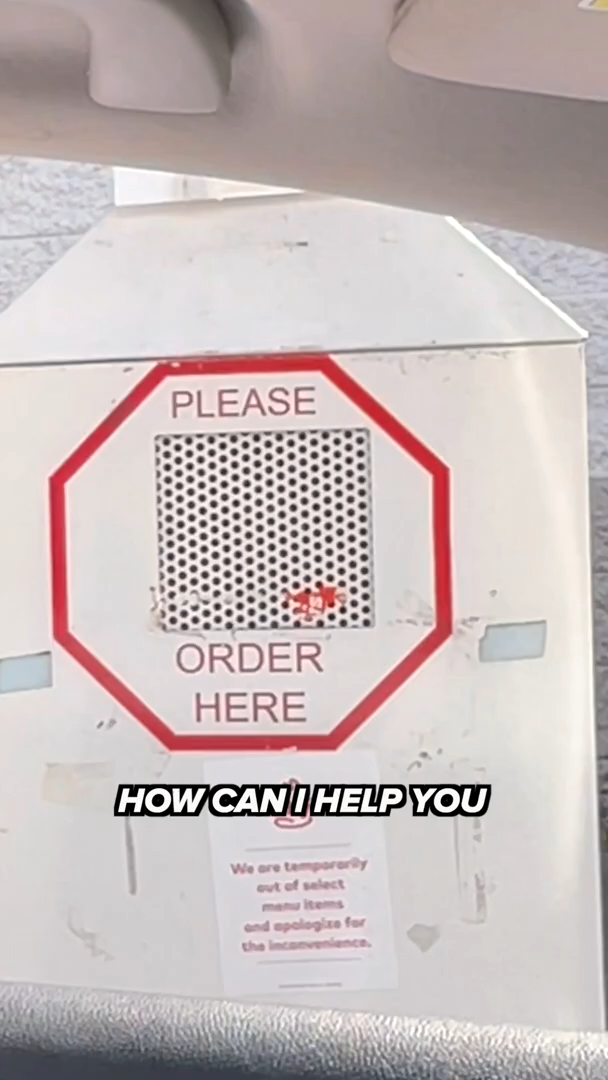 PLEASE
ORDER
HERE
HOW CAN I HELP YOU
We are temporarily
out of select
menu items
and apologize for
the inconvenience.